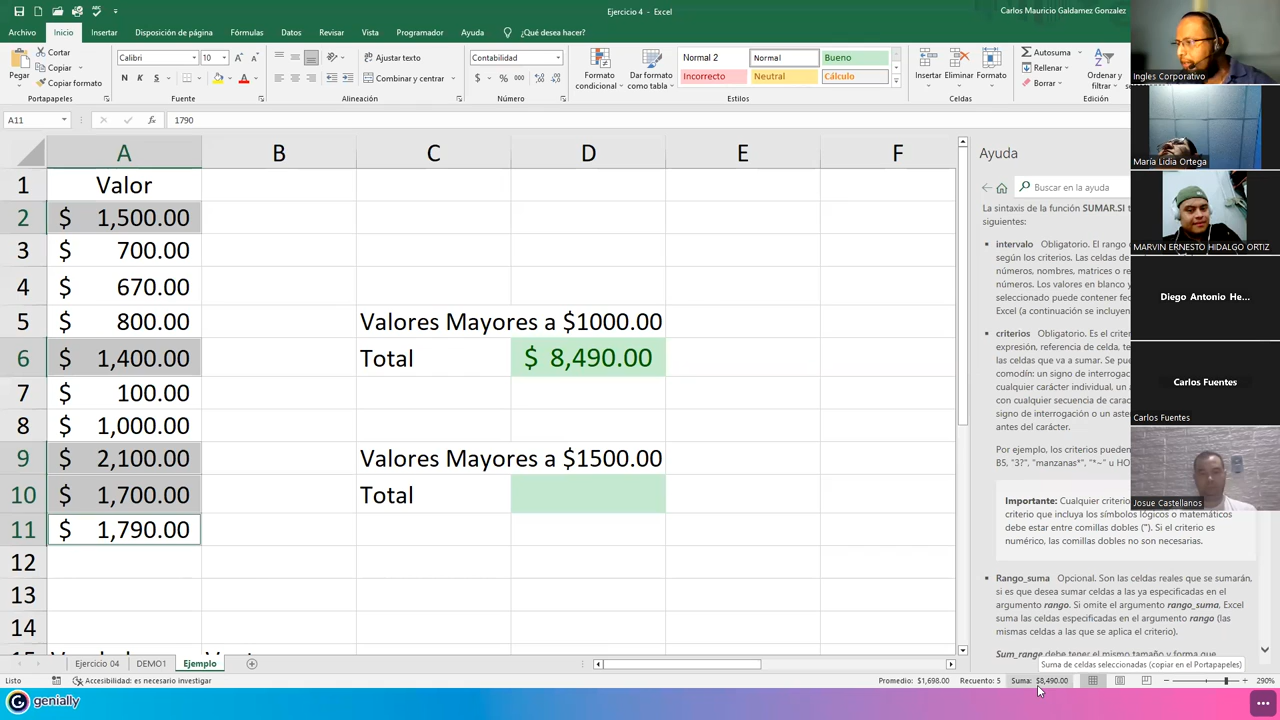 Ejercicio 4 - Excel
Carlos Mauricio Galdamez Gonzalez
Archivo Inicio Insertar Disposición de página Fórmulas Datos Revisar Vista Programador Ayuda ¿Qué desea hacer?
Pegar
Cortar
Copiar
Copiar formato
Portapapeles
Calibri 10
N K S
Fuente
Ajustar texto
Combinar y centrar
Alineación
Contabilidad
$ % 000
Número
Formato condicional
Dar formato como tabla
Normal 2 Normal Bueno
Incorrecto Neutral Cálculo
Estilos
Insertar Eliminar Formato
Celdas
Autosuma
Rellenar
Borrar
Ordenar y filtrar
Edición
A11 fx 1790
A B C D E F
1 Valor
2 $ 1,500.00
3 $ 700.00
4 $ 670.00
5 $ 800.00 Valores Mayores a $1000.00
6 $ 1,400.00 Total $ 8,490.00
7 $ 100.00
8 $ 1,000.00
9 $ 2,100.00 Valores Mayores a $1500.00
10 $ 1,700.00 Total
11 $ 1,790.00
12
13
14
Ayuda
Buscar en la ayuda
La sintaxis de la función SUMAR.SI t
siguientes:
intervalo Obligatorio. El rango
según los criterios. Las celdas de
números, nombres, matrices o re
números. Los valores en blanco y
seleccionado puede contener fec
Excel (a continuación se incluyen
criterios Obligatorio. Es el criter
expresión, referencia de celda, te
las celdas que va a sumar. Se pue
comodín: un signo de interrogac
cualquier carácter individual, un a
con cualquier secuencia de carac
signo de interrogación o un aster
antes del carácter.
Por ejemplo, los criterios pueden
B5, "3?", "manzanas*", "*~" u HO
Importante: Cualquier criterio
criterio que incluya los símbolos lógicos o matemáticos
debe estar entre comillas dobles ("). Si el criterio es
numérico, las comillas dobles no son necesarias.
Rango_suma Opcional. Son las celdas reales que se sumarán,
si es que desea sumar celdas a las ya especificadas en el
argumento rango. Si omite el argumento rango_suma, Excel
suma las celdas especificadas en el argumento rango (las
mismas celdas a las que se aplica el criterio).
Sum_range debe tener el mismo tamaño y forma que
Suma de celdas seleccionadas (copiar en el Portapapeles)
Ingles Corporativo
María Lidia Ortega
MARVIN ERNESTO HIDALGO ORTIZ
Diego Antonio He...
Carlos Fuentes
Carlos Fuentes
Josue Castellanos
Ejercicio 04 DEMO1 Ejemplo
Listo Accesibilidad: es necesario investigar Promedio: $1,698.00 Recuento: 5 Suma: $8,490.00 290%
genially